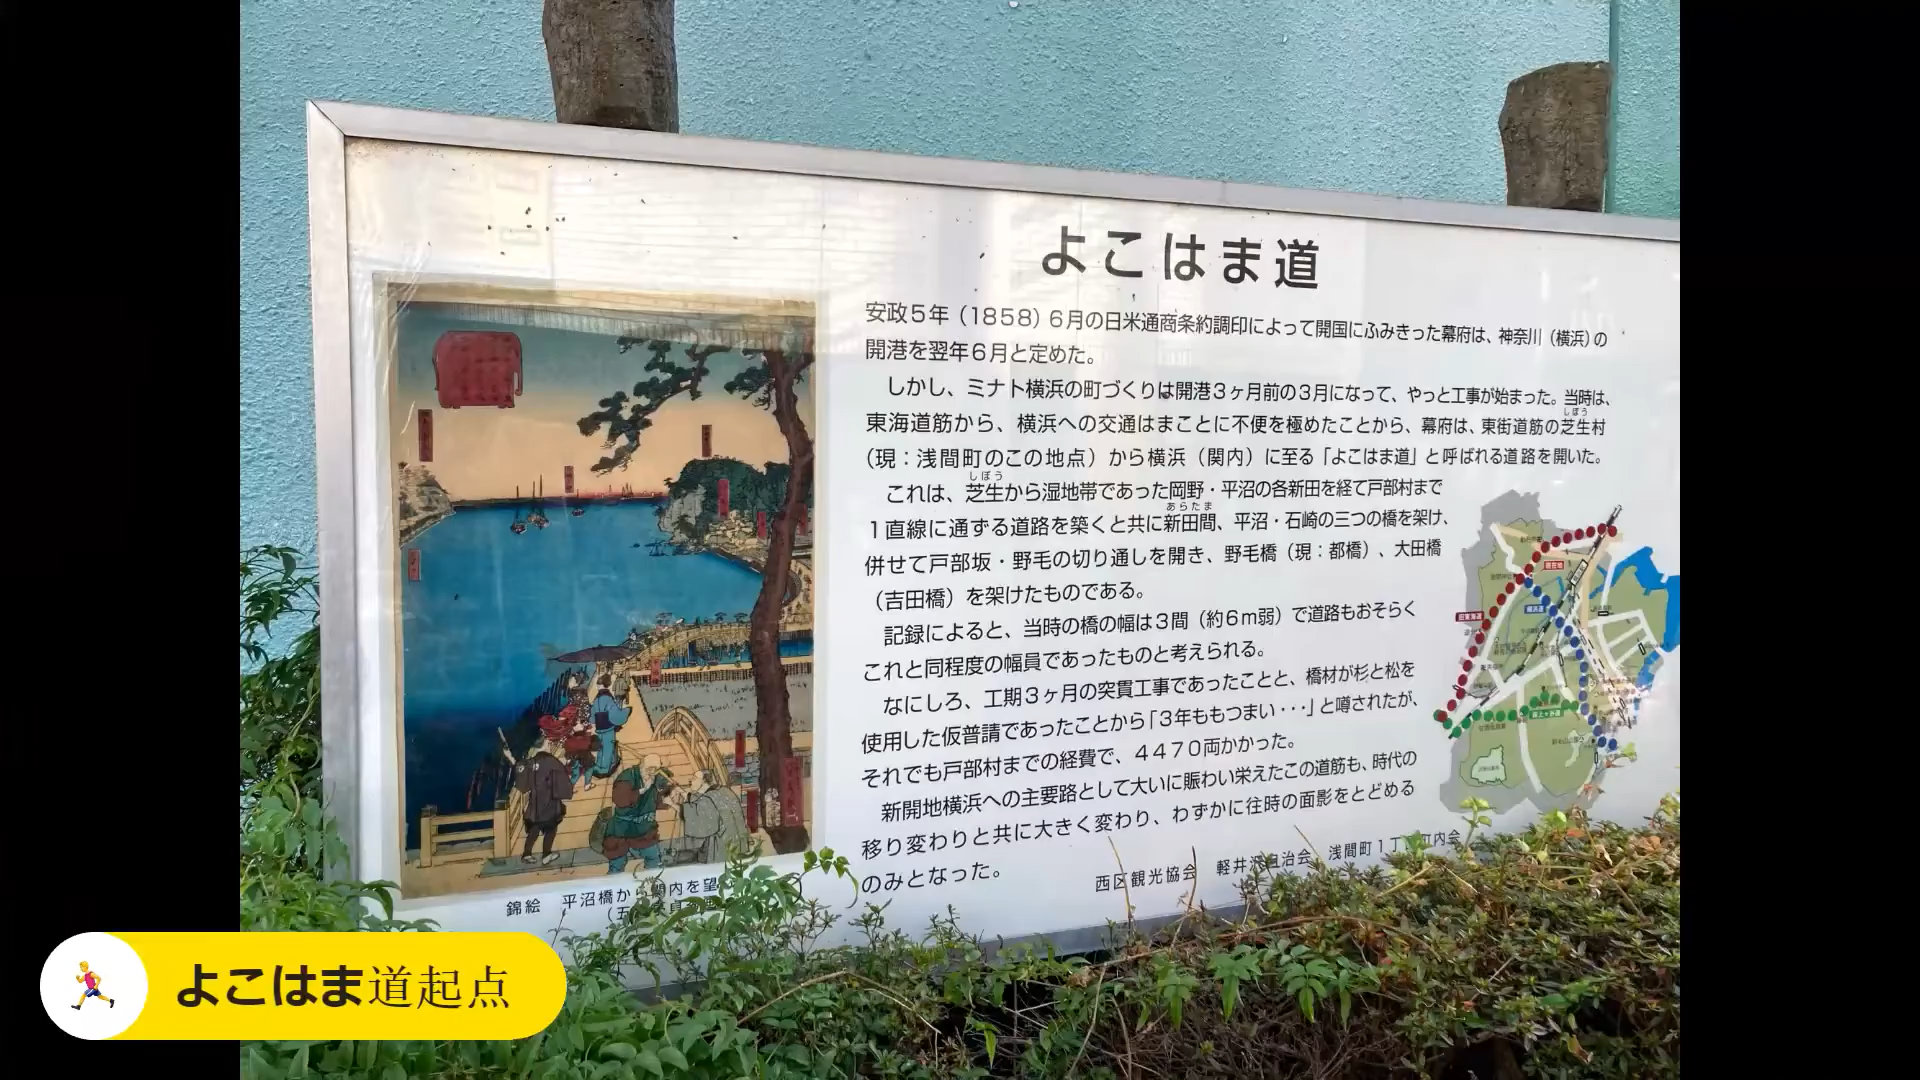 よこはま道
安政5年（1858）6月の日米通商条約調印によって開国にふみきった幕府は、神奈川（横浜）の
開港を翌年6月と定めた。
しかし、ミナト横浜の町づくりは開港3ヶ月前の3月になって、やっと工事が始まった。当時は、
東海道筋から、横浜への交通はまことに不便を極めたことから、幕府は、東街道筋の芝生村
しぼう
（現：浅間町のこの地点）から横浜（関内）に至る「よこはま道」と呼ばれる道路を開いた。
しぼう
これは、芝生から湿地帯であった岡野・平沼の各新田を経て戸部村まで
あらたま
1直線に通ずる道路を築くと共に新田間、平沼・石崎の三つの橋を架け、
併せて戸部坂・野毛の切り通しを開き、野毛橋（現：都橋）、大田橋
（吉田橋）を架けたものである。
記録によると、当時の橋の幅は3間（約6m弱）で道路もおそらく
これと同程度の幅員であったものと考えられる。
なにしろ、工期3ヶ月の突貫工事であったことと、橋材が杉と松を
使用した仮普請であったことから「3年ももつまい・・・」と噂されたが、
それでも戸部村までの経費で、4470両かかった。
新開地横浜への主要路として大いに賑わい栄えたこの道筋も、時代の
移り変わりと共に大きく変わり、わずかに往時の面影をとどめる
のみとなった。
西区観光協会 軽井沢自治会 浅間町1丁 町内会
錦絵 平沼橋から 内を望
よこはま道起点